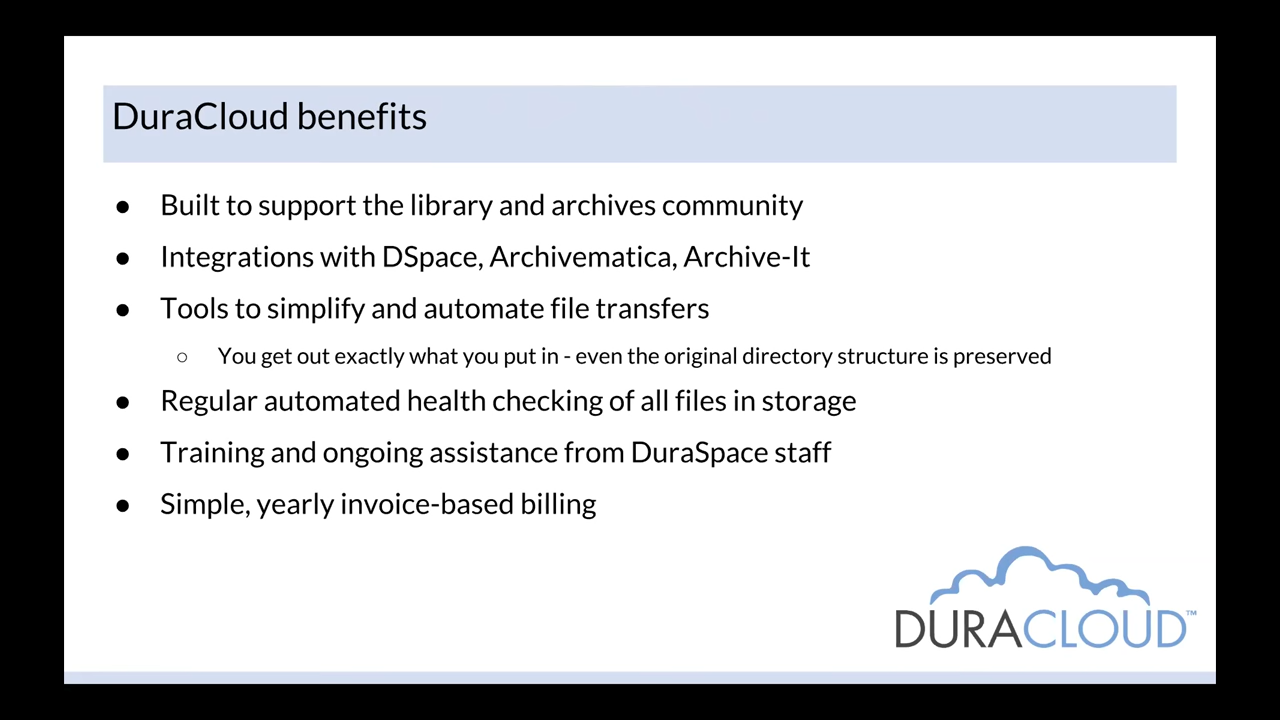 DuraCloud benefits
● Built to support the library and archives community
● Integrations with DSpace, Archivematica, Archive-It
● Tools to simplify and automate file transfers
○ You get out exactly what you put in - even the original directory structure is preserved
● Regular automated health checking of all files in storage
● Training and ongoing assistance from DuraSpace staff
● Simple, yearly invoice-based billing
DURACLOUD™